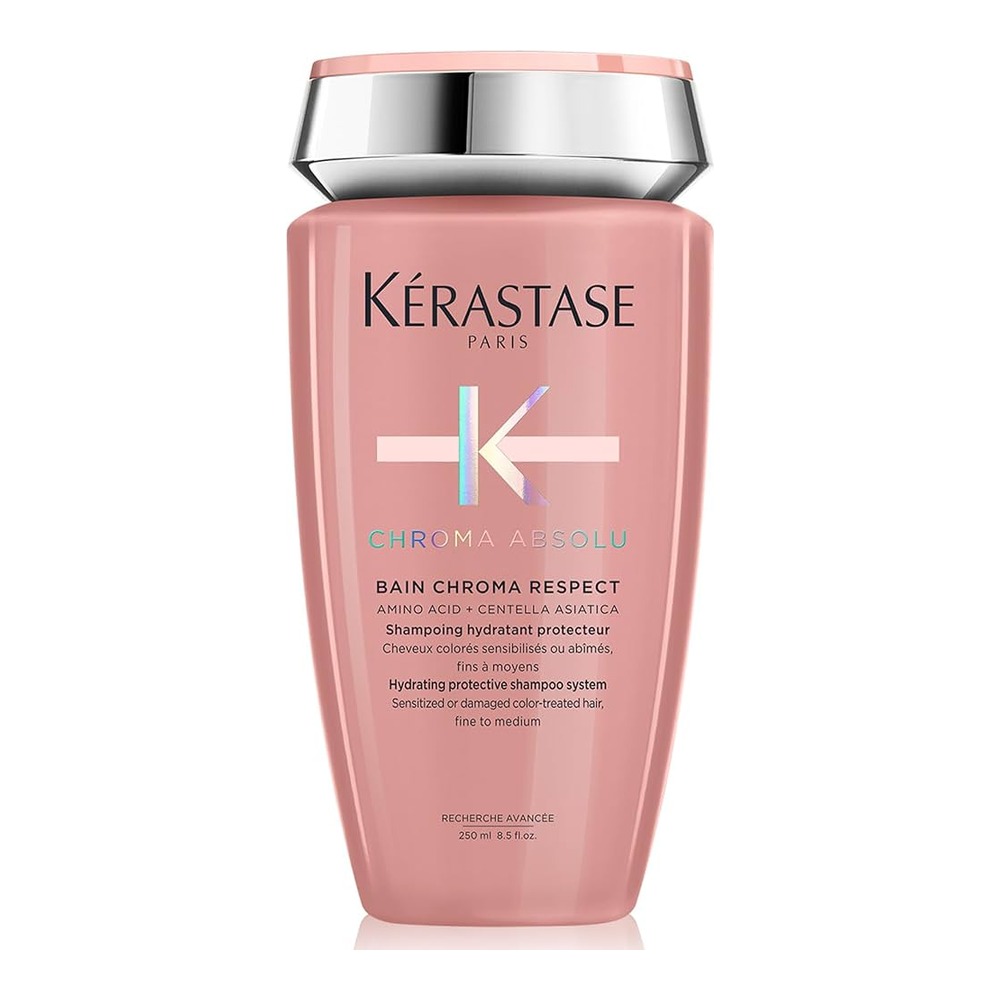 KÉRASTASE
PARIS
K
CHROMA ABSOLU
BAIN CHROMA RESPECT
AMINO ACID + CENTELLA ASIATICA
Shampoing hydratant protecteur
Cheveux colorés sensibilisés ou abîmés,
fins à moyens
Hydrating protective shampoo system
Sensitized or damaged color-treated hair,
fine to medium
RECHERCHE AVANCÉE
250 ml 8.5 fl.oz.